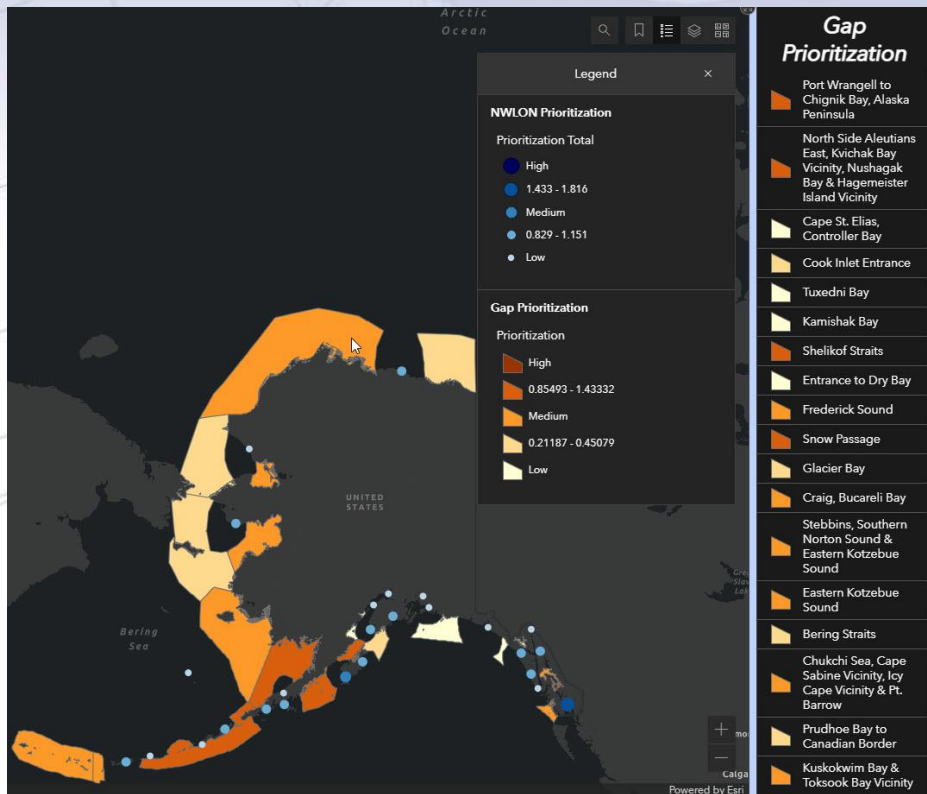 Arctic
Ocean
Legend
NWLON Prioritization
Prioritization Total
High
1.433 - 1.816
Medium
0.829 - 1.151
Low
Gap Prioritization
Prioritization
High
0.85493 - 1.43332
Medium
0.21187 - 0.45079
Low
UNITED
STATES
Bering
Sea
Powered by Esri
Gap
Prioritization
Port Wrangell to
Chignik Bay, Alaska
Peninsula
North Side Aleutians
East, Kvichak Bay
Vicinity, Nushagak
Bay & Hagemeister
Island Vicinity
Cape St. Elias,
Controller Bay
Cook Inlet Entrance
Tuxedni Bay
Kamishak Bay
Shelikof Straits
Entrance to Dry Bay
Frederick Sound
Snow Passage
Glacier Bay
Craig, Bucareli Bay
Stebbins, Southern
Norton Sound &
Eastern Kotzebue
Sound
Eastern Kotzebue
Sound
Bering Straits
Chukchi Sea, Cape
Sabine Vicinity, Icy
Cape Vicinity & Pt.
Barrow
Prudhoe Bay to
Canadian Border
Kuskokwim Bay &
Toksook Bay Vicinity